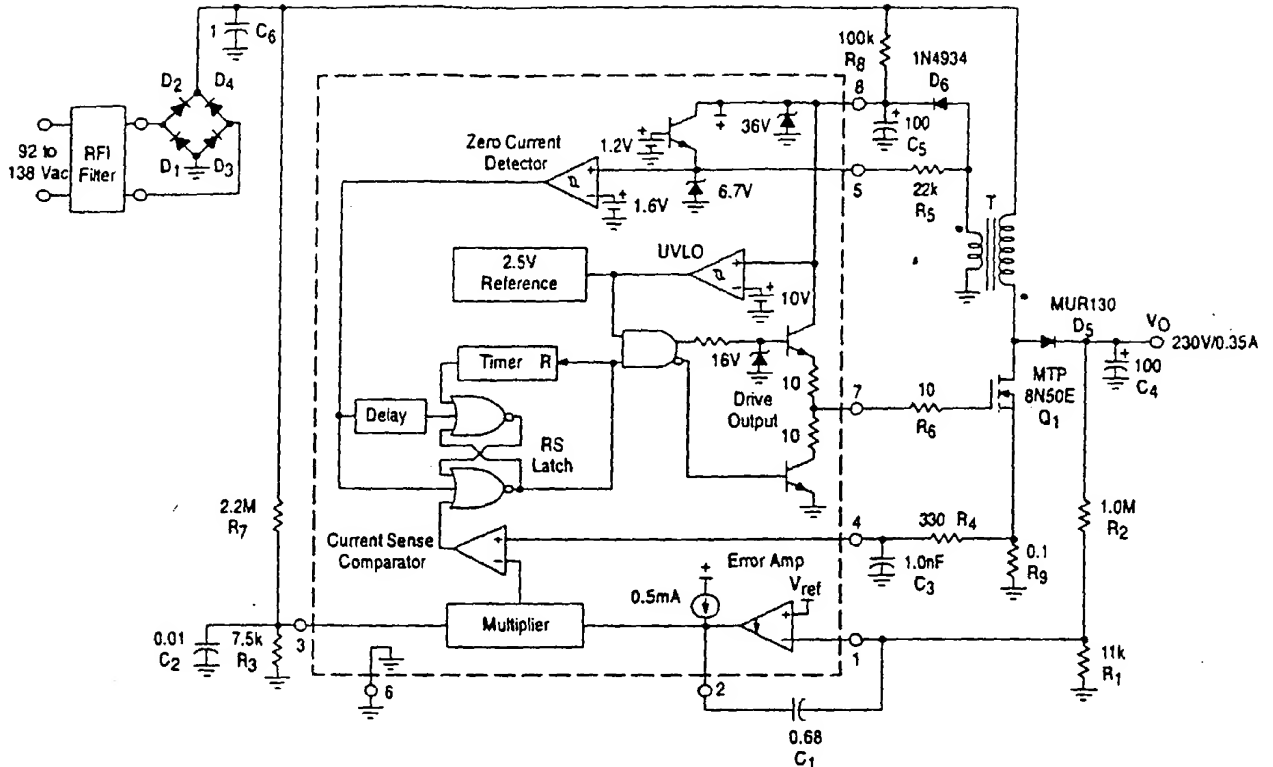 1
C6
D2
D4
D1
D3
92 to
138 Vac
RFI
Filter
100k
R8
1N4934
D6
8
100
C5
36V
1.2V
Zero Current
Detector
6.7V
1.6V
5
22k
R5
T
UVLO
2.5V
Reference
10V
16V
Timer R
Delay
RS
Latch
10
Drive
Output
10
7
10
R6
MUR130
D5
VO
230V/0.35A
100
C4
MTP
8N50E
Q1
2.2M
R7
Current Sense
Comparator
4
330 R4
1.0nF
C3
0.1
R9
1.0M
R2
Error Amp
Vref
0.5mA
Multiplier
0.01
C2
7.5k
R3
3
1
11k
R1
6
2
0.68
C1